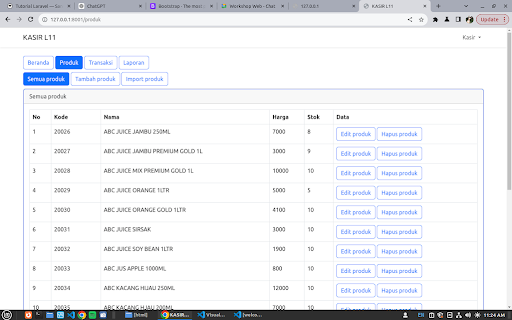 Tutorial Laravel — Su
ChatGPT
Bootstrap · The most
Workshop Web - Chat
127.0.0.1
KASIR L11
127.0.0.1:8001/produk
Update
KASIR L11
Kasir
Beranda
Produk
Transaksi
Laporan
Semua produk
Tambah produk
Import produk
Semua produk
No Kode Nama Harga Stok Data
1 20026 ABC JUICE JAMBU 250ML 7000 8 Edit produk Hapus produk
2 20027 ABC JUICE JAMBU PREMIUM GOLD 1L 3000 9 Edit produk Hapus produk
3 20028 ABC JUICE MIX PREMIUM GOLD 1L 10000 10 Edit produk Hapus produk
4 20029 ABC JUICE ORANGE 1LTR 5000 5 Edit produk Hapus produk
5 20030 ABC JUICE ORANGE GOLD 1LTR 4100 10 Edit produk Hapus produk
6 20031 ABC JUICE SIRSAK 3000 10 Edit produk Hapus produk
7 20032 ABC JUICE SOY BEAN 1LTR 1900 10 Edit produk Hapus produk
8 20033 ABC JUS APPLE 1000ML 800 10 Edit produk Hapus produk
9 20034 ABC KACANG HIJAU 250ML 12000 10 Edit produk Hapus produk
10 20035 ABC KACANG HIJAU 200ML 7000 10 Edit produk Hapus produk
[html]
KASIR...
Visual...
11:24 AM